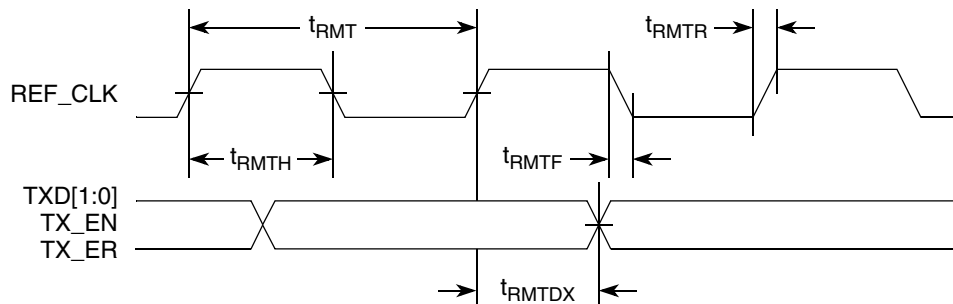 tRMT
tRMTR
REF_CLK
tRMTH
tRMTF
TXD[1:0]
TX_EN
TX_ER
tRMTDX